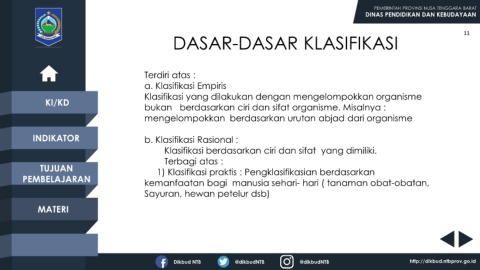 PEMERINTAH PROVINSI NUSA TENGGARA BARAT
DINAS PENDIDIKAN DAN KEBUDAYAAN
11
DASAR-DASAR KLASIFIKASI
Terdiri atas :
a. Klasifikasi Empiris
Klasifikasi yang dilakukan dengan mengelompokkan organisme
bukan berdasarkan ciri dan sifat organisme. Misalnya :
mengelompokkan berdasarkan urutan abjad dari organisme
b. Klasifikasi Rasional :
Klasifikasi berdasarkan ciri dan sifat yang dimiliki.
Terbagi atas :
1) Klasifikasi praktis : Pengklasifikasian berdasarkan
kemanfaatan bagi manusia sehari- hari ( tanaman obat-obatan,
Sayuran, hewan petelur dsb)
KI/KD
INDIKATOR
TUJUAN
PEMBELAJARAN
MATERI
Dikbud NTB
@dikbudNTB
@dikbudNTB
http://dikbud.ntbprov.go.id